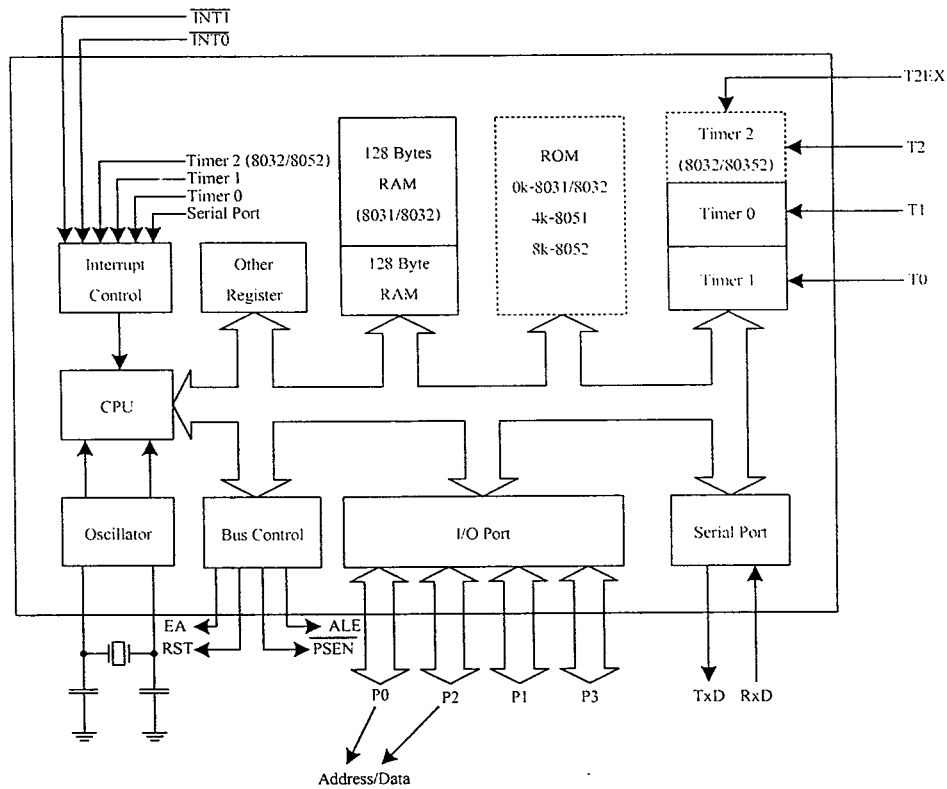 INT1
INT0
T2EX
Timer 2 (8032/8052)
Timer 1
Timer 0
Serial Port
128 Bytes
RAM
(8031/8032)
128 Byte
RAM
ROM
0k-8031/8032
4k-8051
8k-8052
Timer 2
(8032/80352)
Timer 0
Timer 1
T2
T1
T0
Interrupt
Control
Other
Register
CPU
Oscillator
Bus Control
I/O Port
Serial Port
EA
ALE
RST
PSEN
P0
P2
P1
P3
TxD
RxD
Address/Data